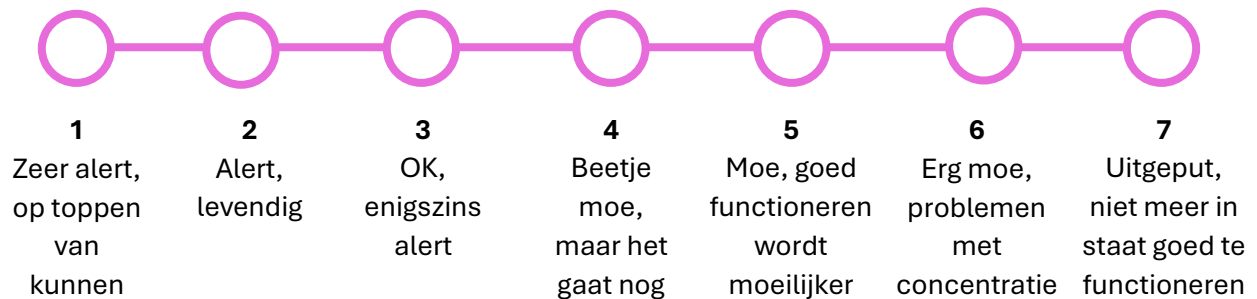 1
Zeer alert,
op toppen
van
kunnen
2
Alert,
levendig
3
OK,
enigszins
alert
4
Beetje
moe,
maar het
gaat nog
5
Moe, goed
functioneren
wordt
moeilijker
6
Erg moe,
problemen
met
concentratie
7
Uitgeput,
niet meer in
staat goed te
functioneren